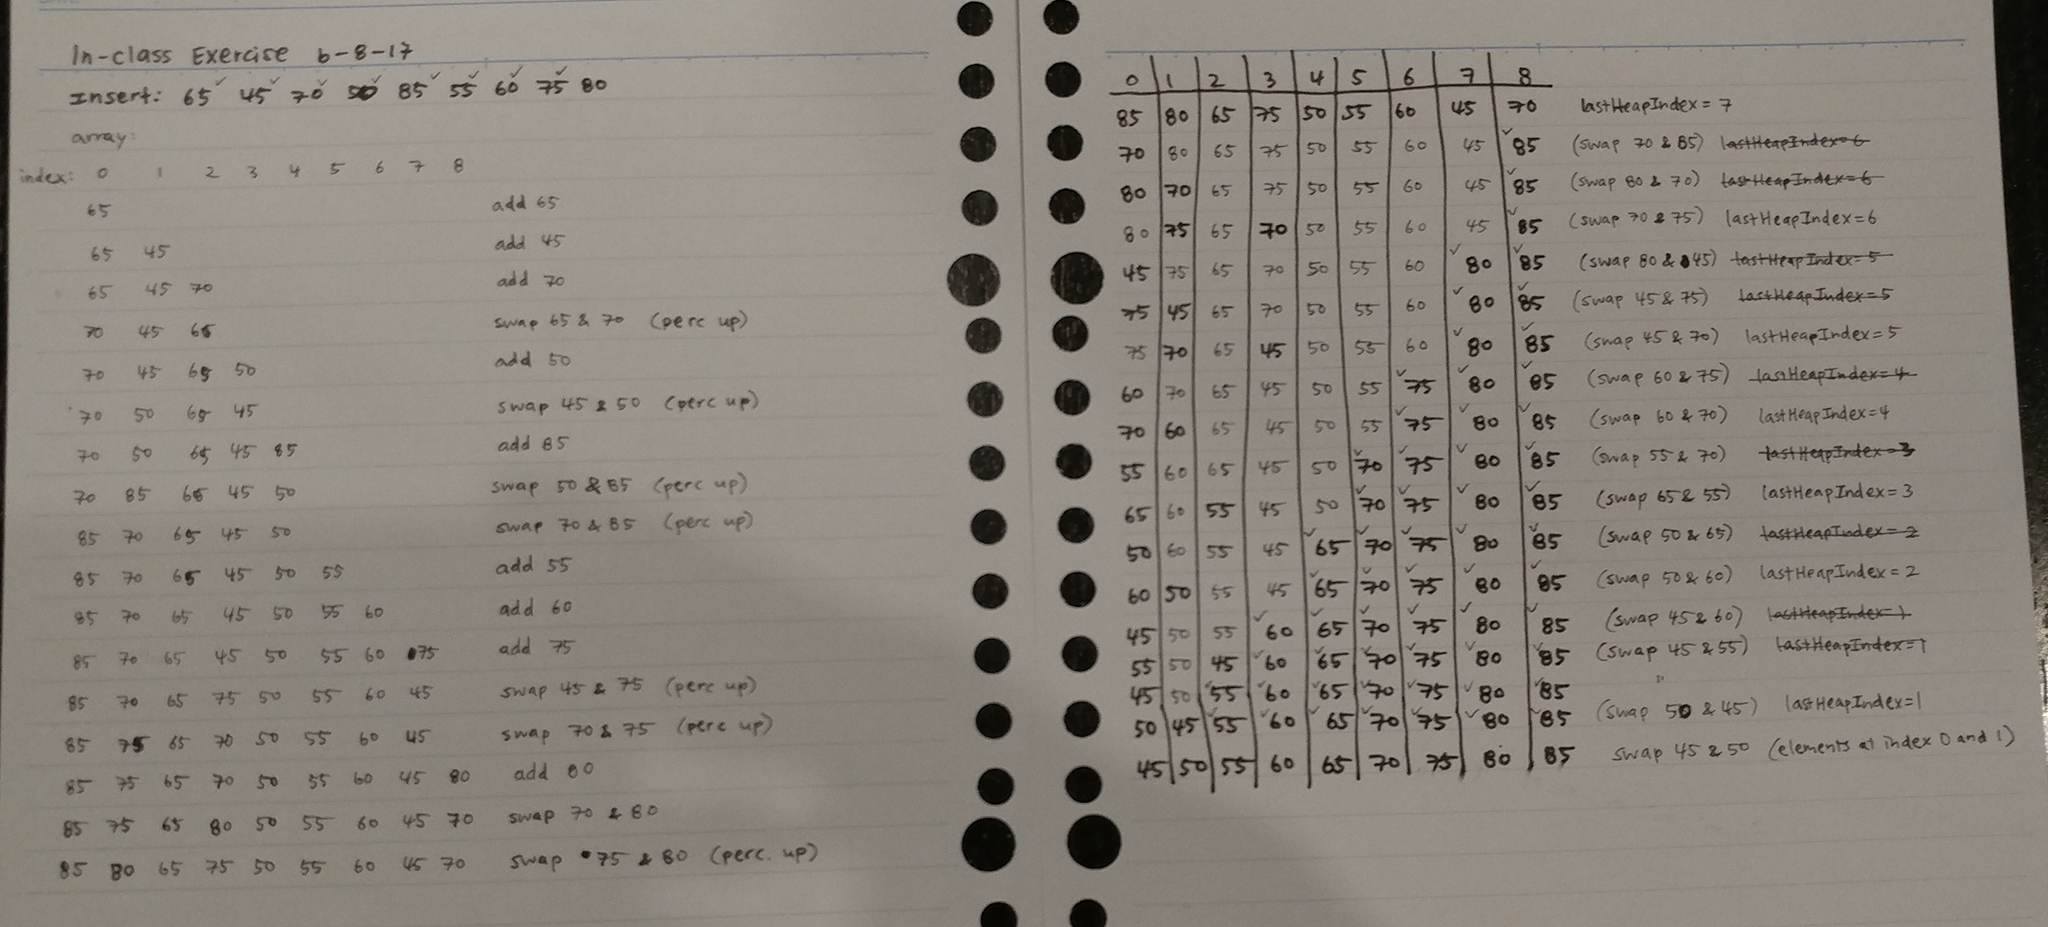 In-class Exercise 6-8-17
Insert: 65 45 70 50 85 55 60 75 80
array:
index: 0 1 2 3 4 5 6 7 8
65 add 65
65 45 add 45
65 45 70 add 70
70 45 65 swap 65 & 70 (perc up)
70 45 65 50 add 50
70 50 65 45 swap 45 & 50 (perc up)
70 50 65 45 85 add 85
70 85 65 45 50 swap 50 & 85 (perc up)
85 70 65 45 50 swap 70 & 85 (perc up)
85 70 65 45 50 55 add 55
85 70 65 45 50 55 60 add 60
85 70 65 45 50 55 60 75 add 75
85 70 65 75 50 55 60 45 swap 45 & 75 (perc up)
85 75 65 70 50 55 60 45 swap 70 & 75 (perc up)
85 75 65 70 50 55 60 45 80 add 80
85 75 65 80 50 55 60 45 70 swap 70 & 80
85 80 65 75 50 55 60 45 70 swap 75 & 80 (perc. up)
0 1 2 3 4 5 6 7 8
85 80 65 75 50 55 60 45 70 lastHeapIndex = 7
70 80 65 75 50 55 60 45 85 (swap 70 & 85) lastHeapIndex=6
80 70 65 75 50 55 60 45 85 (swap 80 & 70) lastHeapIndex=6
80 75 65 70 50 55 60 45 85 (swap 70 & 75) lastHeapIndex=6
45 75 65 70 50 55 60 80 85 (swap 80 & 45) lastHeapIndex=5
75 45 65 70 50 55 60 80 85 (swap 45 & 75) lastHeapIndex=5
75 70 65 45 50 55 60 80 85 (swap 45 & 70) lastHeapIndex=5
60 70 65 45 50 55 75 80 85 (swap 60 & 75) lastHeapIndex=4
70 60 65 45 50 55 75 80 85 (swap 60 & 70) lastHeapIndex=4
55 60 65 45 50 70 75 80 85 (swap 55 & 70) lastHeapIndex=3
65 60 55 45 50 70 75 80 85 (swap 65 & 55) lastHeapIndex=3
50 60 55 45 65 70 75 80 85 (swap 50 & 65) lastHeapIndex=2
60 50 55 45 65 70 75 80 85 (swap 50 & 60) lastHeapIndex=2
45 50 55 60 65 70 75 80 85 (swap 45 & 60) lastHeapIndex=1
55 50 45 60 65 70 75 80 85 (swap 45 & 55) lastHeapIndex=1
45 50 55 60 65 70 75 80 85 "
50 45 55 60 65 70 75 80 85 (swap 50 & 45) lastHeapIndex=1
45 50 55 60 65 70 75 80 85 swap 45 & 50 (elements at index 0 and 1)